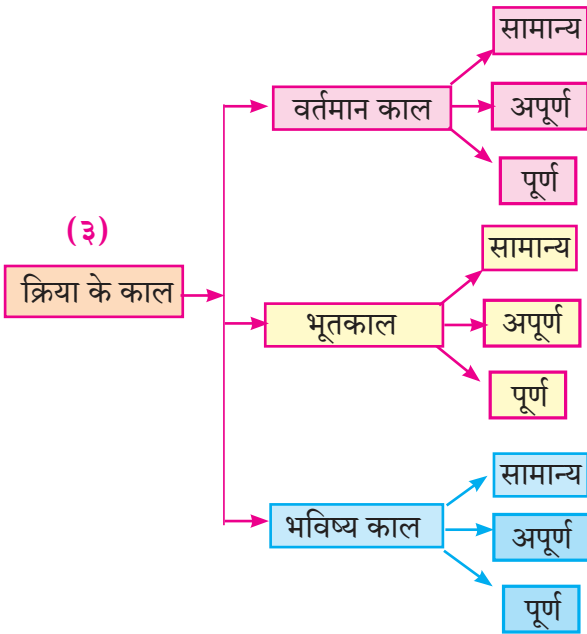 (३)
क्रिया के काल
वर्तमान काल
सामान्य
अपूर्ण
पूर्ण
भूतकाल
सामान्य
अपूर्ण
पूर्ण
भविष्य काल
सामान्य
अपूर्ण
पूर्ण